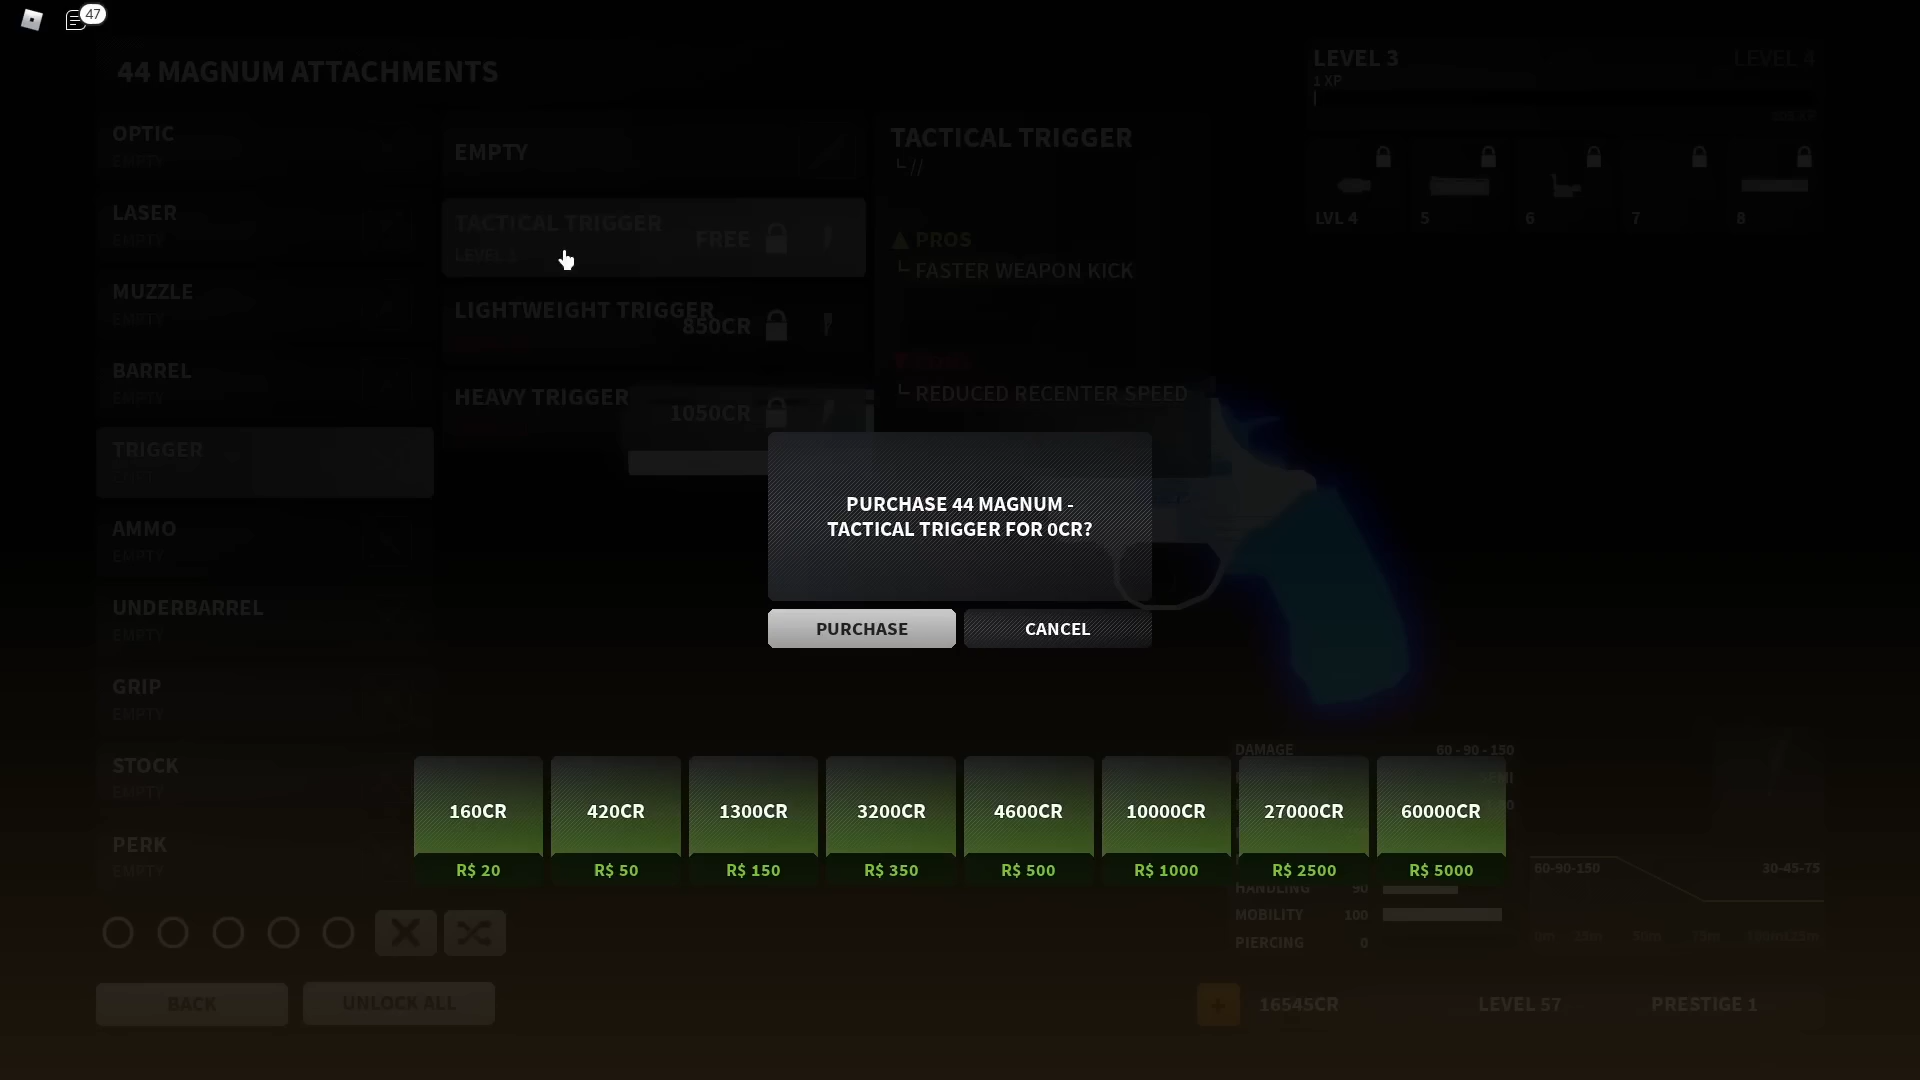 47
44 MAGNUM ATTACHMENTS
LEVEL 3
LEVEL 4
1 XP
OPTIC
EMPTY
LASER
EMPTY
MUZZLE
EMPTY
BARREL
EMPTY
TRIGGER
AMMO
EMPTY
UNDERBARREL
EMPTY
GRIP
EMPTY
STOCK
EMPTY
PERK
EMPTY
EMPTY
TACTICAL TRIGGER
FREE
LIGHTWEIGHT TRIGGER
850CR
HEAVY TRIGGER
1050CR
TACTICAL TRIGGER
└ //
▲ PROS
└ FASTER WEAPON KICK
└ REDUCED RECENTER SPEED
LVL 4
5
6
7
8
PURCHASE 44 MAGNUM -
TACTICAL TRIGGER FOR 0CR?
PURCHASE
CANCEL
160CR
420CR
1300CR
3200CR
4600CR
10000CR
27000CR
60000CR
R$ 20
R$ 50
R$ 150
R$ 350
R$ 500
R$ 1000
R$ 2500
R$ 5000
DAMAGE 60 - 90 - 150
HANDLING 90
MOBILITY 100
PIERCING 0
60-90-150
30-45-75
BACK
UNLOCK ALL
+
16545CR
LEVEL 57
PRESTIGE 1